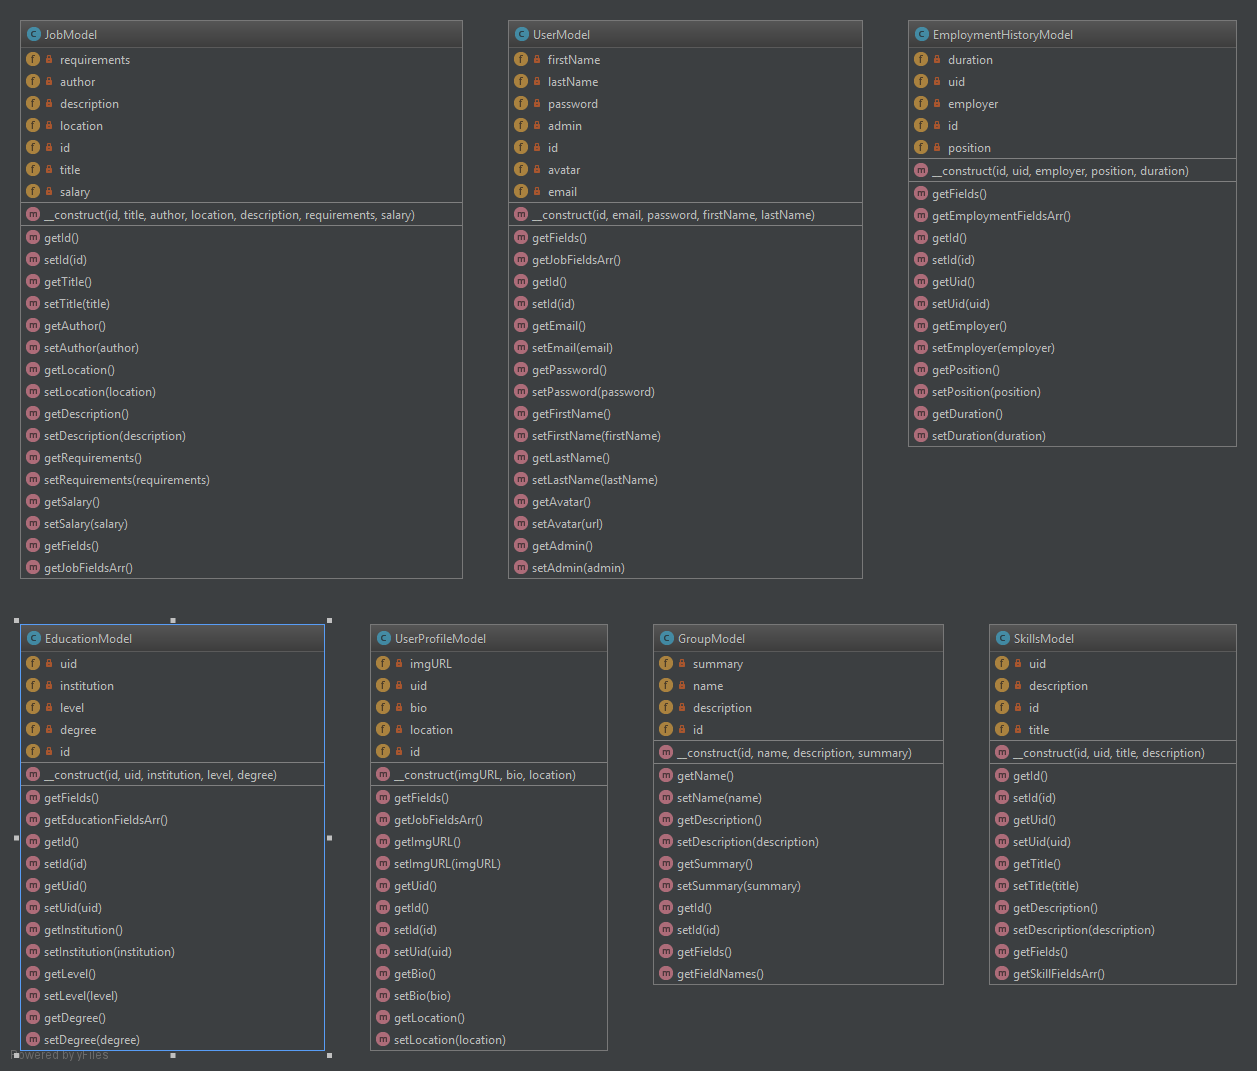 JobModel
requirements
author
description
location
id
title
salary
__construct(id, title, author, location, description, requirements, salary)
getId()
setId(id)
getTitle()
setTitle(title)
getAuthor()
setAuthor(author)
getLocation()
setLocation(location)
getDescription()
setDescription(description)
getRequirements()
setRequirements(requirements)
getSalary()
setSalary(salary)
getFields()
getJobFieldsArr()
UserModel
firstName
lastName
password
admin
id
avatar
email
__construct(id, email, password, firstName, lastName)
getFields()
getJobFieldsArr()
getId()
setId(id)
getEmail()
setEmail(email)
getPassword()
setPassword(password)
getFirstName()
setFirstName(firstName)
getLastName()
setLastName(lastName)
getAvatar()
setAvatar(url)
getAdmin()
setAdmin(admin)
EmploymentHistoryModel
duration
uid
employer
id
position
__construct(id, uid, employer, position, duration)
getFields()
getEmploymentFieldsArr()
getId()
setId(id)
getUid()
setUid(uid)
getEmployer()
setEmployer(employer)
getPosition()
setPosition(position)
getDuration()
setDuration(duration)
EducationModel
uid
institution
level
degree
id
__construct(id, uid, institution, level, degree)
getFields()
getEducationFieldsArr()
getId()
setId(id)
getUid()
setUid(uid)
getInstitution()
setInstitution(institution)
getLevel()
setLevel(level)
getDegree()
setDegree(degree)
Powered by yFiles
UserProfileModel
imgURL
uid
bio
location
id
__construct(imgURL, bio, location)
getFields()
getJobFieldsArr()
getImgURL()
setImgURL(imgURL)
getUid()
getId()
setId(id)
setUid(uid)
getBio()
setBio(bio)
getLocation()
setLocation(location)
GroupModel
summary
name
description
id
__construct(id, name, description, summary)
getName()
setName(name)
getDescription()
setDescription(description)
getSummary()
setSummary(summary)
getId()
setId(id)
getFields()
getFieldNames()
SkillsModel
uid
description
id
title
__construct(id, uid, title, description)
getId()
setId(id)
getUid()
setUid(uid)
getTitle()
setTitle(title)
getDescription()
setDescription(description)
getFields()
getSkillFieldsArr()